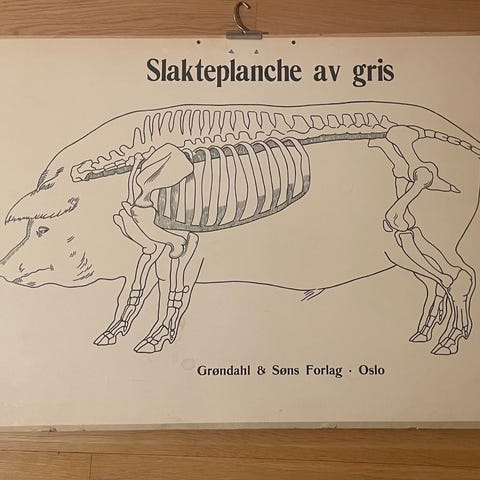 Slakteplanche av gris
Grøndahl & Søns Forlag · Oslo